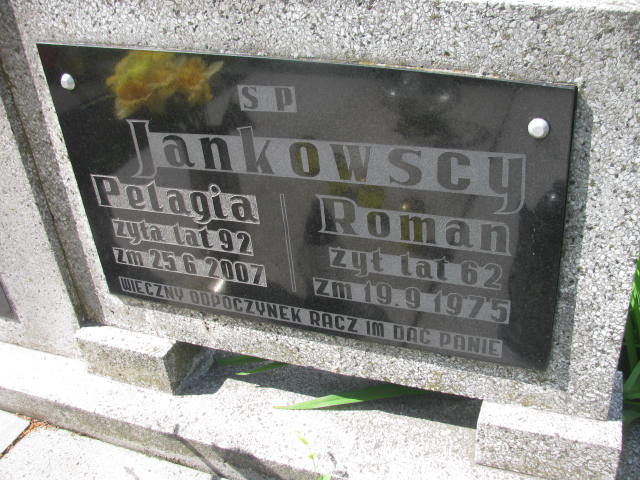 S P
Jankowscy
Pelagia
żyła lat 92
zm 25 6 2007
Roman
żył lat 62
zm 19.9 1975
WIECZNY ODPOCZYNEK RACZ IM DAĆ PANIE